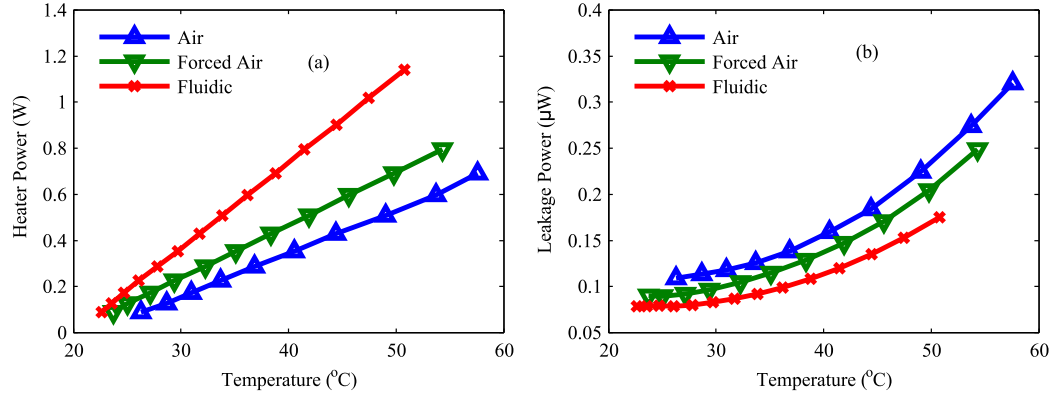 1.4
1.2
1
0.8
0.6
0.4
0.2
0
Heater Power (W)
Air
Forced Air
Fluidic
(a)
20 30 40 50 60
Temperature (°C)
0.4
0.35
0.3
0.25
0.2
0.15
0.1
0.05
Leakage Power (µW)
Air
Forced Air
Fluidic
(b)
20 30 40 50 60
Temperature (°C)